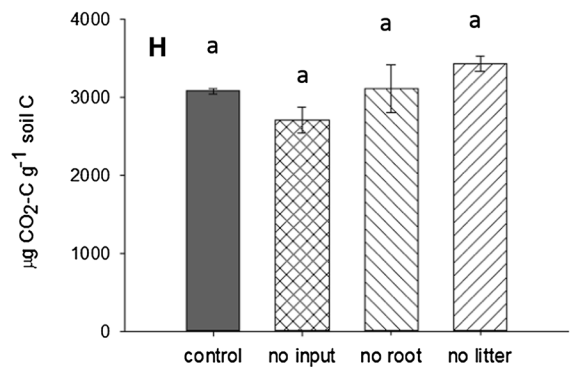 4000
3000
2000
1000
0
µg CO₂-C g⁻¹ soil C
H
a
a
a
a
control
no input
no root
no litter